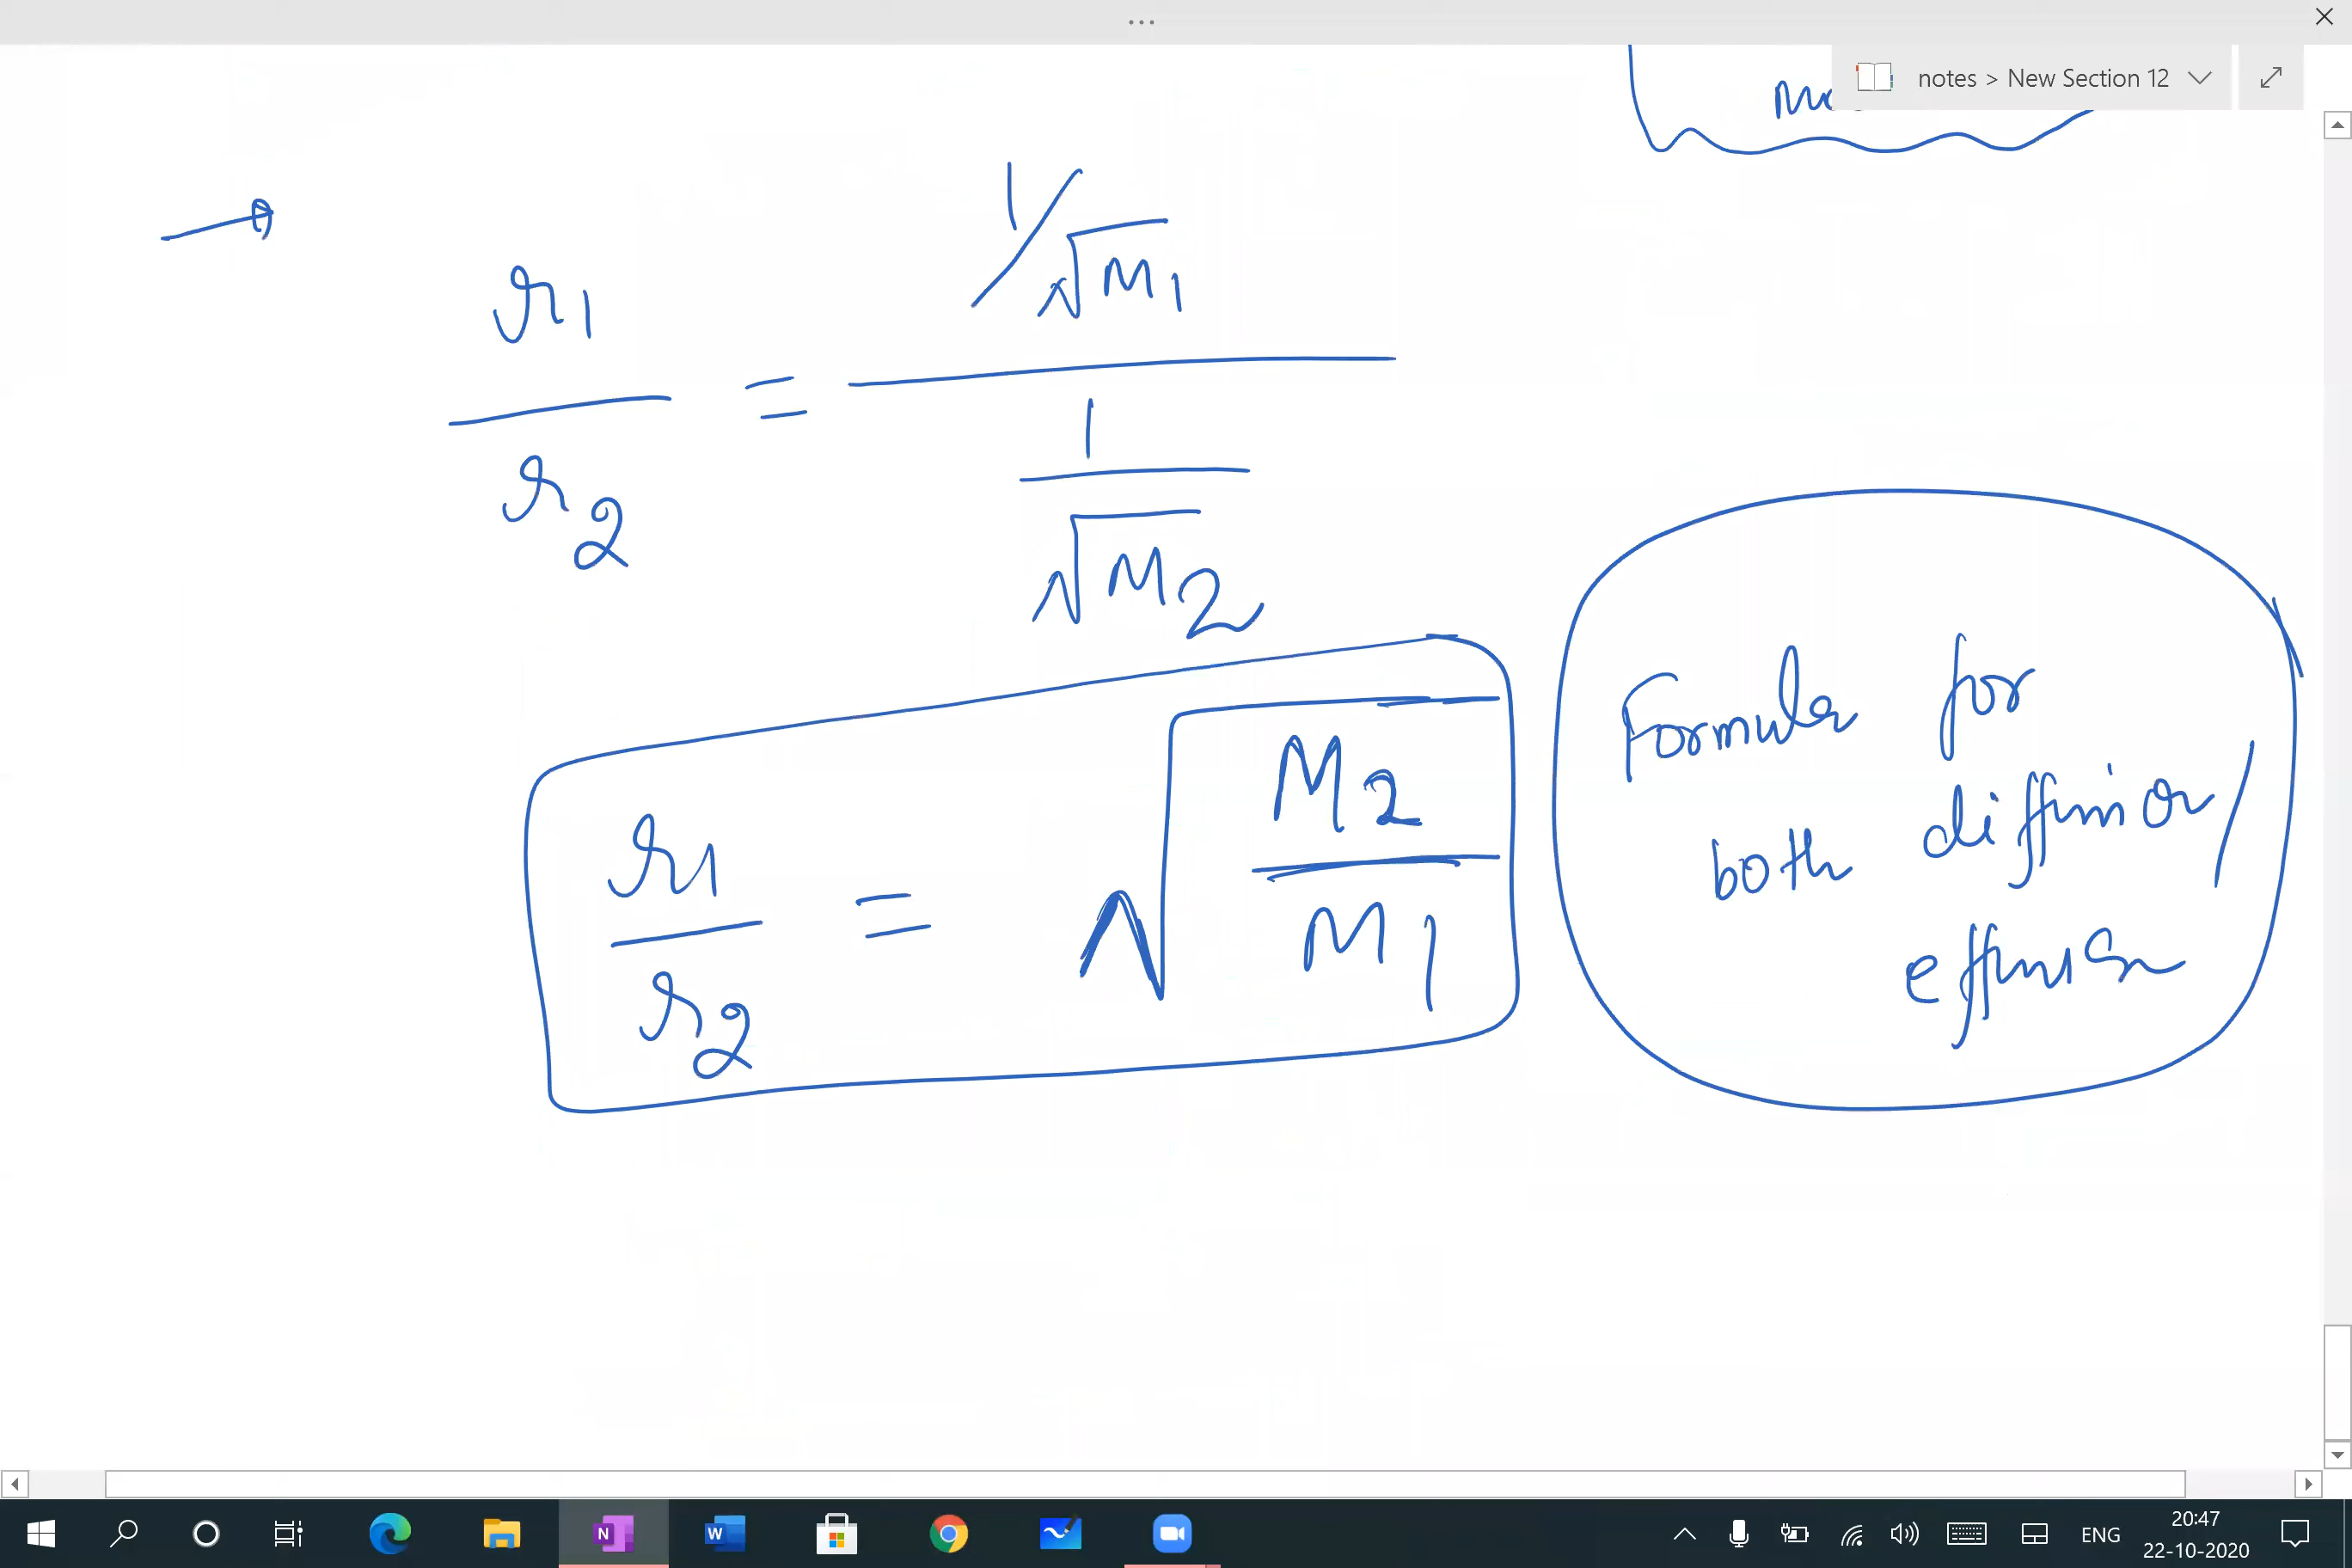 notes > New Section 12
r1 / r2 = (1/√M1) / (1/√M2)
Formula for
both diffusion/
effusion
r1 / r2 = √(M2 / M1)
ENG
20:47
22-10-2020